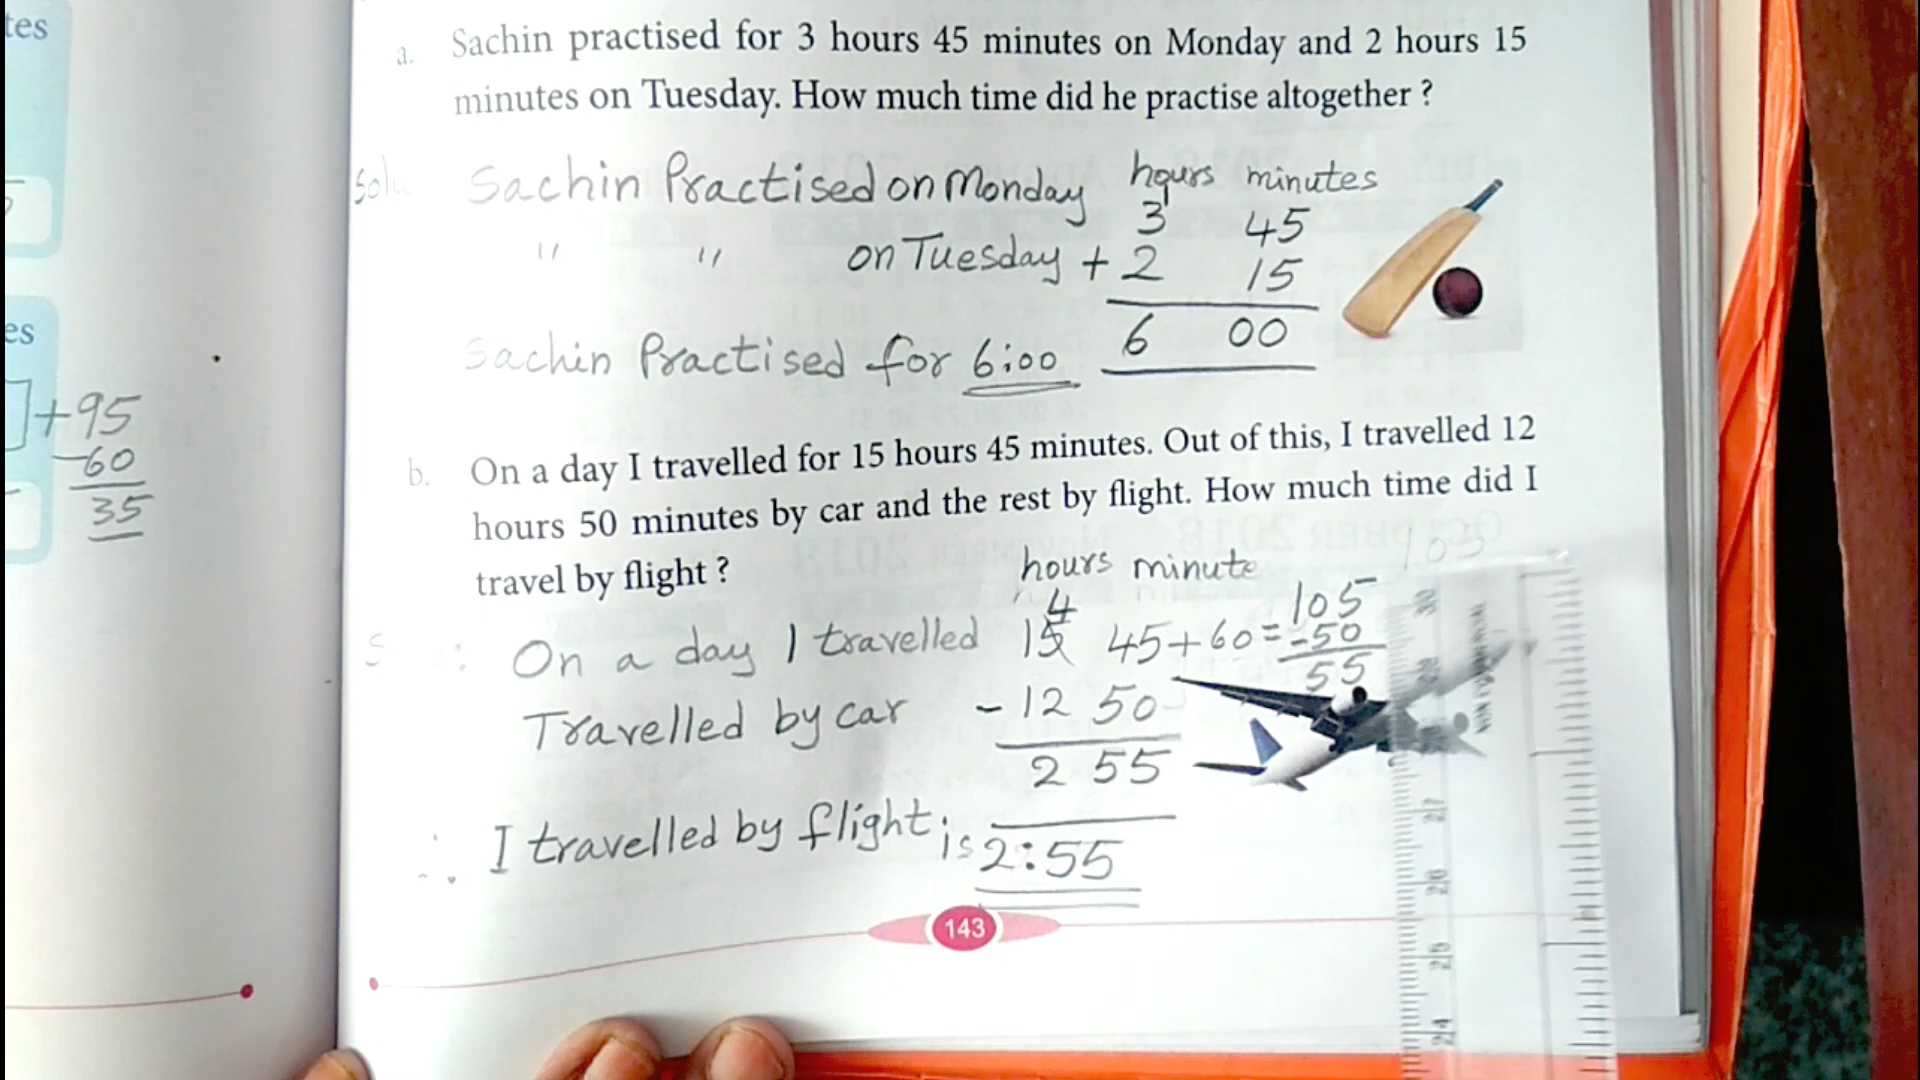 tes
es
+95
-60
35
a. Sachin practised for 3 hours 45 minutes on Monday and 2 hours 15
minutes on Tuesday. How much time did he practise altogether ?
hours minutes
Sachin Practised on Monday 3 1 45
" " on Tuesday + 2 15
6 00
Sachin Practised for 6:00
b. On a day I travelled for 15 hours 45 minutes. Out of this, I travelled 12
hours 50 minutes by car and the rest by flight. How much time did I
travel by flight ?
hours minute
4 105
On a day I travelled 15 45+60= -50
55
Travelled by car - 12 50
2 55
∴ I travelled by flight is 2:55
143